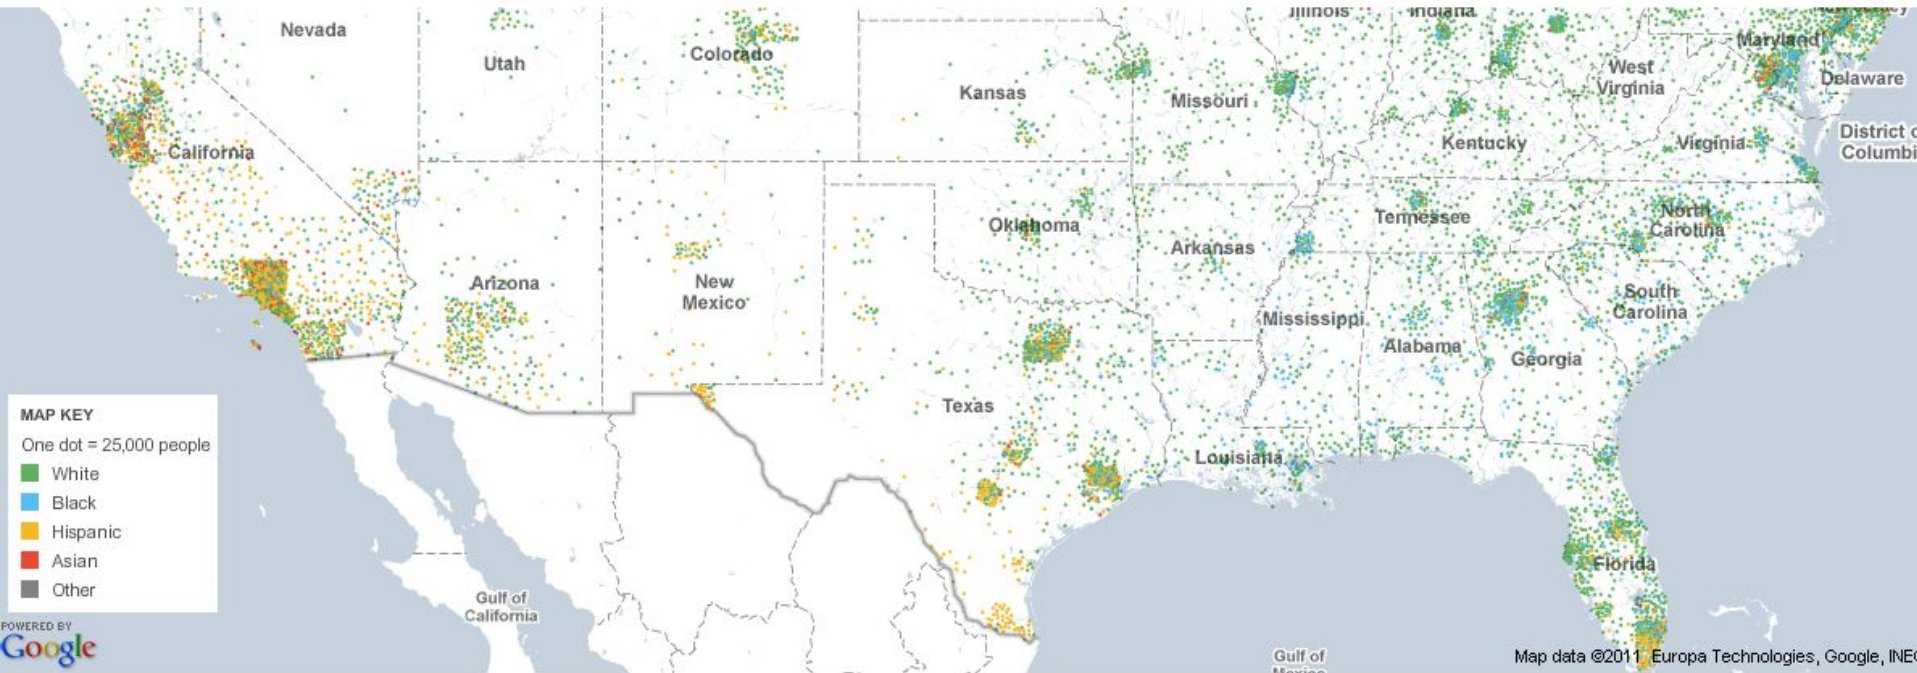 Illinois
Indiana
Nevada
Maryland
Colorado
Utah
West
Virginia
Delaware
Kansas
Missouri
District o
Columbi
Kentucky
Virginia
California
Tennessee
North
Carolina
Oklahoma
Arkansas
Arizona
New
Mexico
South
Carolina
Mississippi
Alabama
Georgia
Texas
MAP KEY
One dot = 25,000 people
White
Black
Hispanic
Asian
Other
Louisiana
Florida
Gulf of
California
POWERED BY
Google
Gulf of
Mexico
Map data ©2011 Europa Technologies, Google, INEG